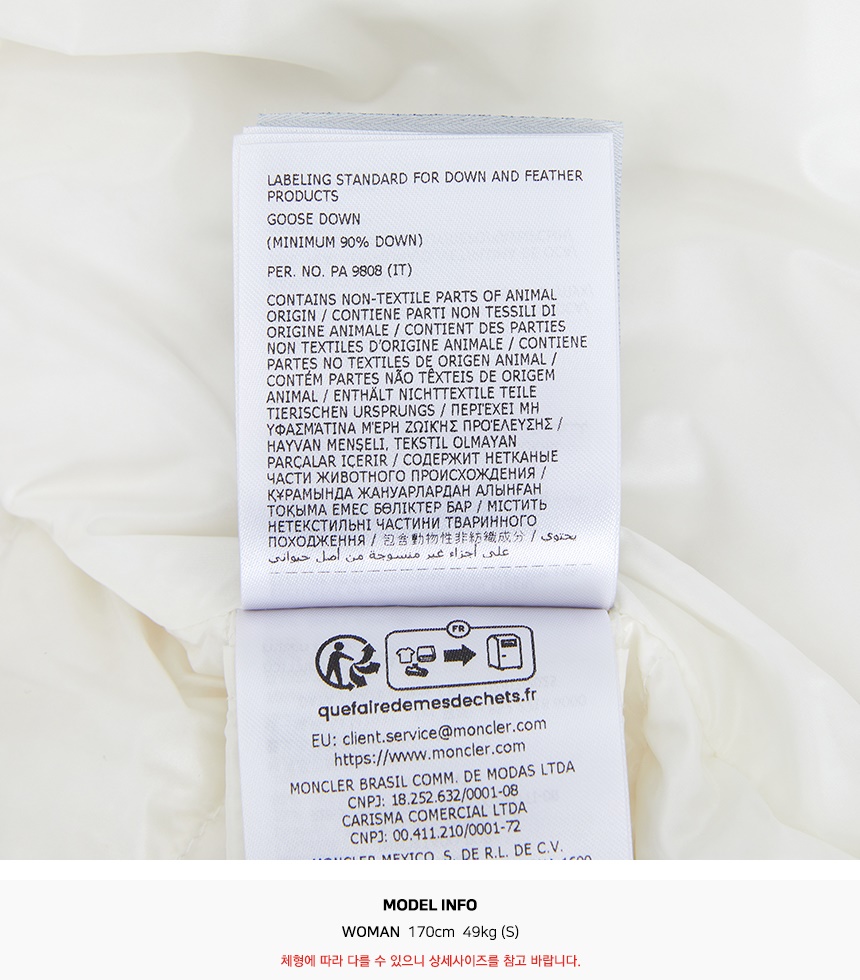 LABELING STANDARD FOR DOWN AND FEATHER
PRODUCTS
GOOSE DOWN
(MINIMUM 90% DOWN)
PER. NO. PA 9808 (IT)
CONTAINS NON-TEXTILE PARTS OF ANIMAL
ORIGIN / CONTIENE PARTI NON TESSILI DI
ORIGINE ANIMALE / CONTIENT DES PARTIES
NON TEXTILES D'ORIGINE ANIMALE / CONTIENE
PARTES NO TEXTILES DE ORIGEN ANIMAL /
CONTÉM PARTES NÃO TÊXTEIS DE ORIGEM
ANIMAL / ENTHÄLT NICHTTEXTILE TEILE
TIERISCHEN URSPRUNGS / ΠΕΡΙΈΧΕΙ ΜΗ
ΥΦΑΣΜΆΤΙΝΑ ΜΈΡΗ ΖΩΙΚΉΣ ΠΡΟΈΛΕΥΣΗΣ /
HAYVAN MENŞELİ, TEKSTİL OLMAYAN
PARÇALAR İÇERİR / СОДЕРЖИТ НЕТКАНЫЕ
ЧАСТИ ЖИВОТНОГО ПРОИСХОЖДЕНИЯ /
ҚҰРАМЫНДА ЖАНУАРЛАРДАН АЛЫНҒАН
ТОҚЫМА ЕМЕС БӨЛІКТЕР БАР / МІСТИТЬ
НЕТЕКСТИЛЬНІ ЧАСТИНИ ТВАРИННОГО
ПОХОДЖЕННЯ / 包含動物性非紡織成分 / يحتوي
على أجزاء غير منسوجة من أصل حيواني
FR
quefairedemesdechets.fr
EU: client.service@moncler.com
https://www.moncler.com
MONCLER BRASIL COMM. DE MODAS LTDA
CNPJ: 18.252.632/0001-08
CARISMA COMERCIAL LTDA
CNPJ: 00.411.210/0001-72
MONCLER MEXICO, S. DE R.L. DE C.V.
MODEL INFO
WOMAN 170cm 49kg (S)
체형에 따라 다를 수 있으니 상세사이즈를 참고 바랍니다.